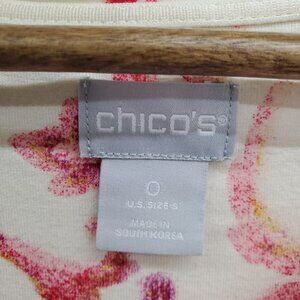 chico's®
0
U.S. SIZE S
MADE IN
SOUTH KOREA